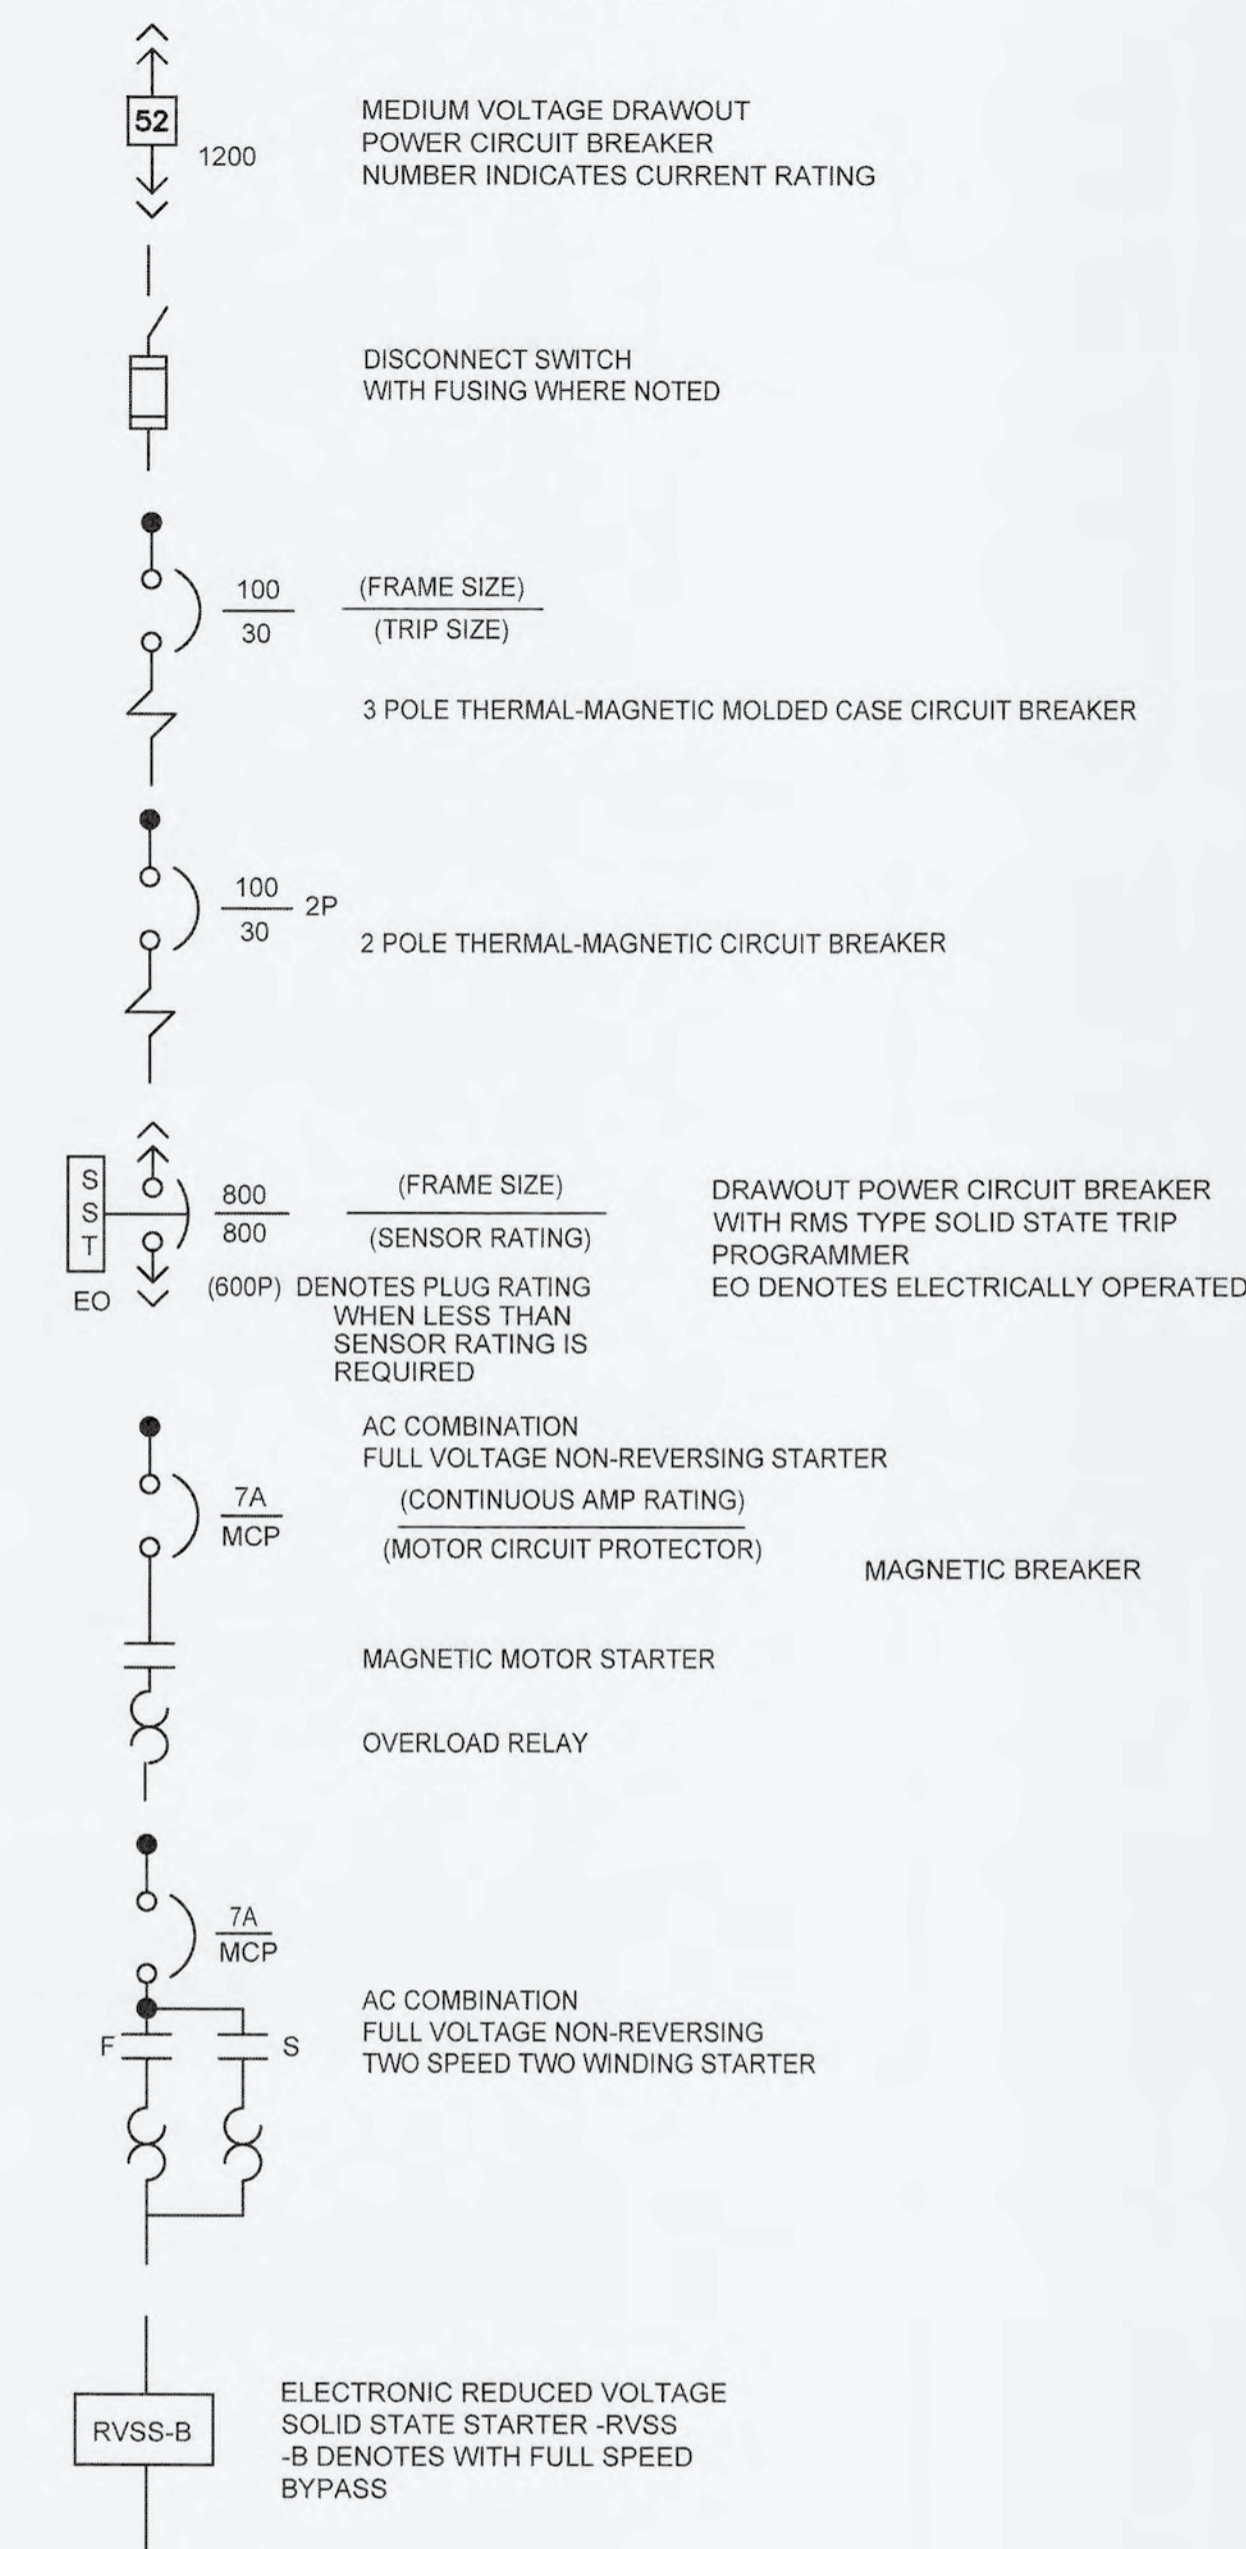 52
1200
MEDIUM VOLTAGE DRAWOUT
POWER CIRCUIT BREAKER
NUMBER INDICATES CURRENT RATING
DISCONNECT SWITCH
WITH FUSING WHERE NOTED
100
30
(FRAME SIZE)
(TRIP SIZE)
3 POLE THERMAL-MAGNETIC MOLDED CASE CIRCUIT BREAKER
100
30
2P
2 POLE THERMAL-MAGNETIC CIRCUIT BREAKER
S
S
T
EO
800
800
(FRAME SIZE)
(SENSOR RATING)
(600P) DENOTES PLUG RATING
WHEN LESS THAN
SENSOR RATING IS
REQUIRED
DRAWOUT POWER CIRCUIT BREAKER
WITH RMS TYPE SOLID STATE TRIP
PROGRAMMER
EO DENOTES ELECTRICALLY OPERATED
AC COMBINATION
FULL VOLTAGE NON-REVERSING STARTER
7A
MCP
(CONTINUOUS AMP RATING)
(MOTOR CIRCUIT PROTECTOR)
MAGNETIC BREAKER
MAGNETIC MOTOR STARTER
OVERLOAD RELAY
7A
MCP
F
S
AC COMBINATION
FULL VOLTAGE NON-REVERSING
TWO SPEED TWO WINDING STARTER
RVSS-B
ELECTRONIC REDUCED VOLTAGE
SOLID STATE STARTER -RVSS
-B DENOTES WITH FULL SPEED
BYPASS